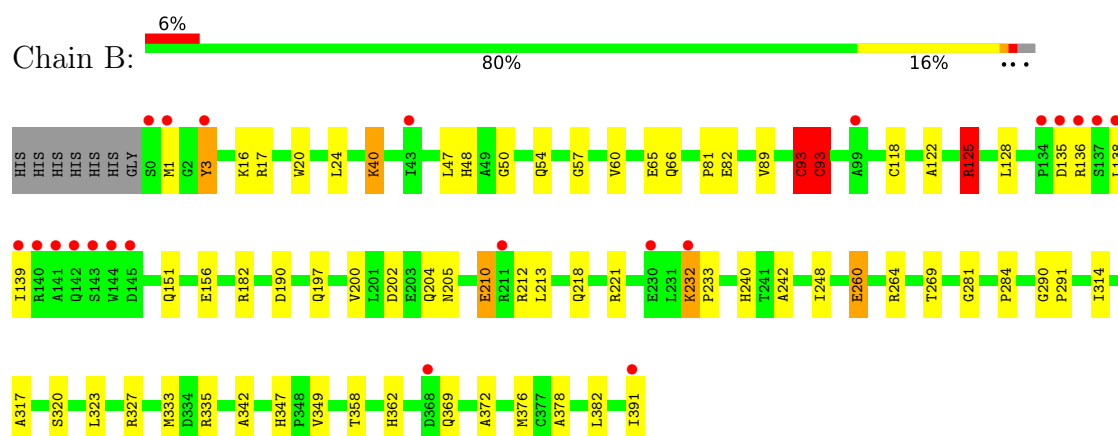 6%
Chain B:
80% 16% • • •
HIS HIS HIS HIS HIS HIS GLY S0 M1 G2 Y3 K16 R17 W20 L24 K40 I43 L47 H48 A49 G50 Q54 G57 V60 E65 Q66 P81 E82 V89 C93 C93 A99 C118 A122 R125 L128 P134 D135 R136 S137 L138
I139 R140 A141 Q142 S143 W144 D145 Q151 E156 R182 D190 Q197 V200 L201 D202 E203 Q204 N205 E210 R211 R212 L213 Q218 R221 E230 L231 K232 P233 H240 T241 A242 I248 E260 R264 T269 G281 P284 G290 P291 I314
A317 S320 L323 R327 M333 D334 R335 A342 H347 P348 V349 T358 H362 D368 Q369 A372 M376 C377 A378 L382 I391